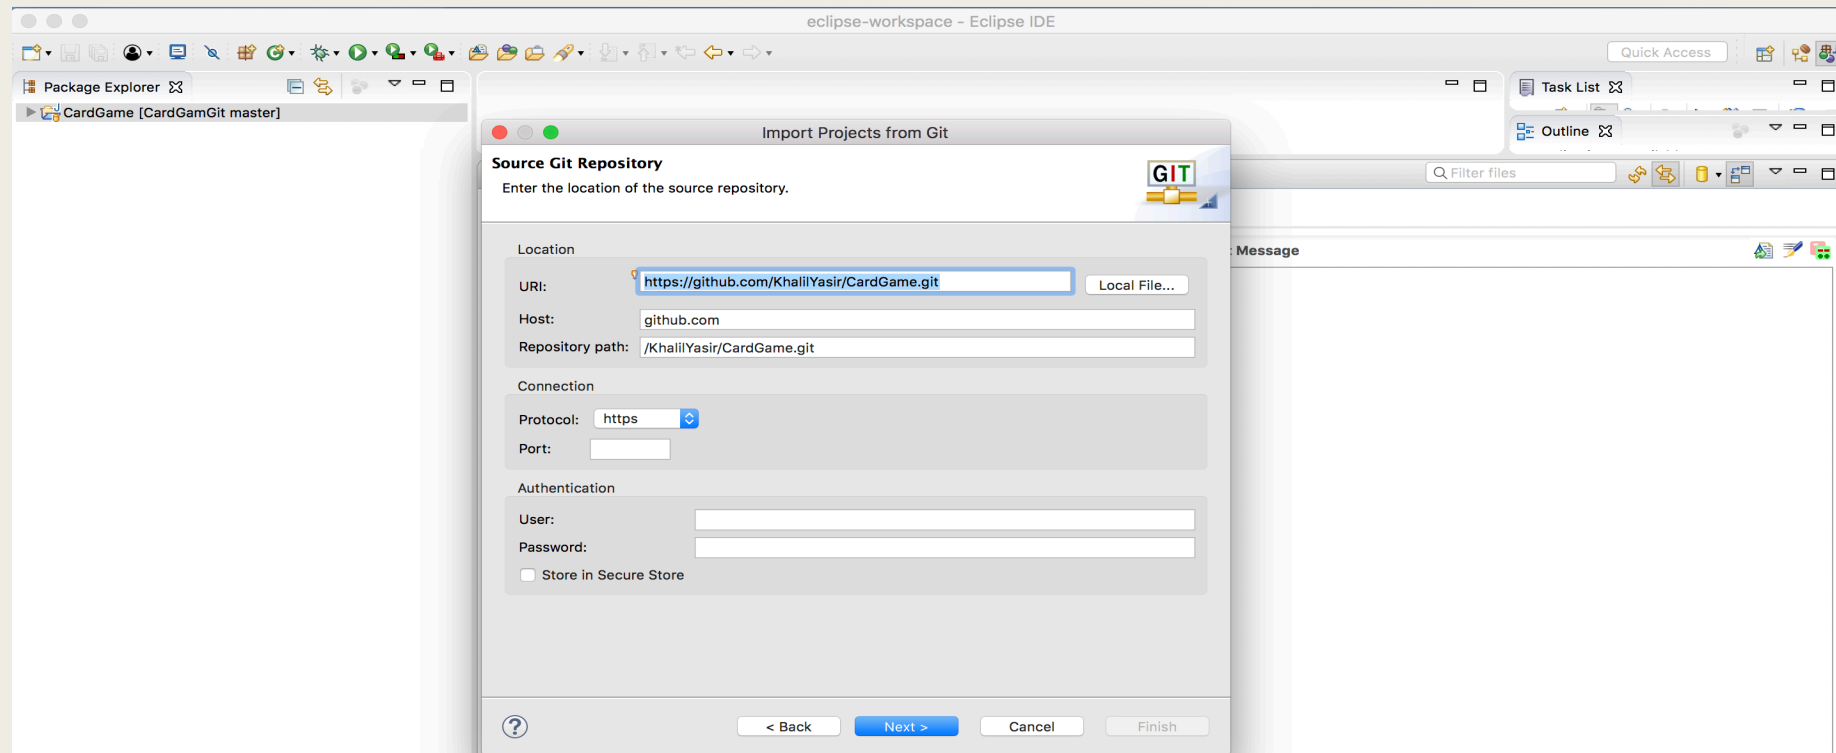 eclipse-workspace - Eclipse IDE
Quick Access
Package Explorer
Task List
CardGame [CardGamGit master]
Outline
Import Projects from Git
Source Git Repository
Enter the location of the source repository.
GIT
Filter files
Location
Message
URI: https://github.com/KhalilYasir/CardGame.git Local File...
Host: github.com
Repository path: /KhalilYasir/CardGame.git
Connection
Protocol: https
Port:
Authentication
User:
Password:
Store in Secure Store
? < Back Next > Cancel Finish